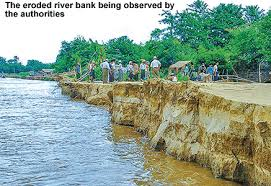 The eroded river bank being observed by
the authorities